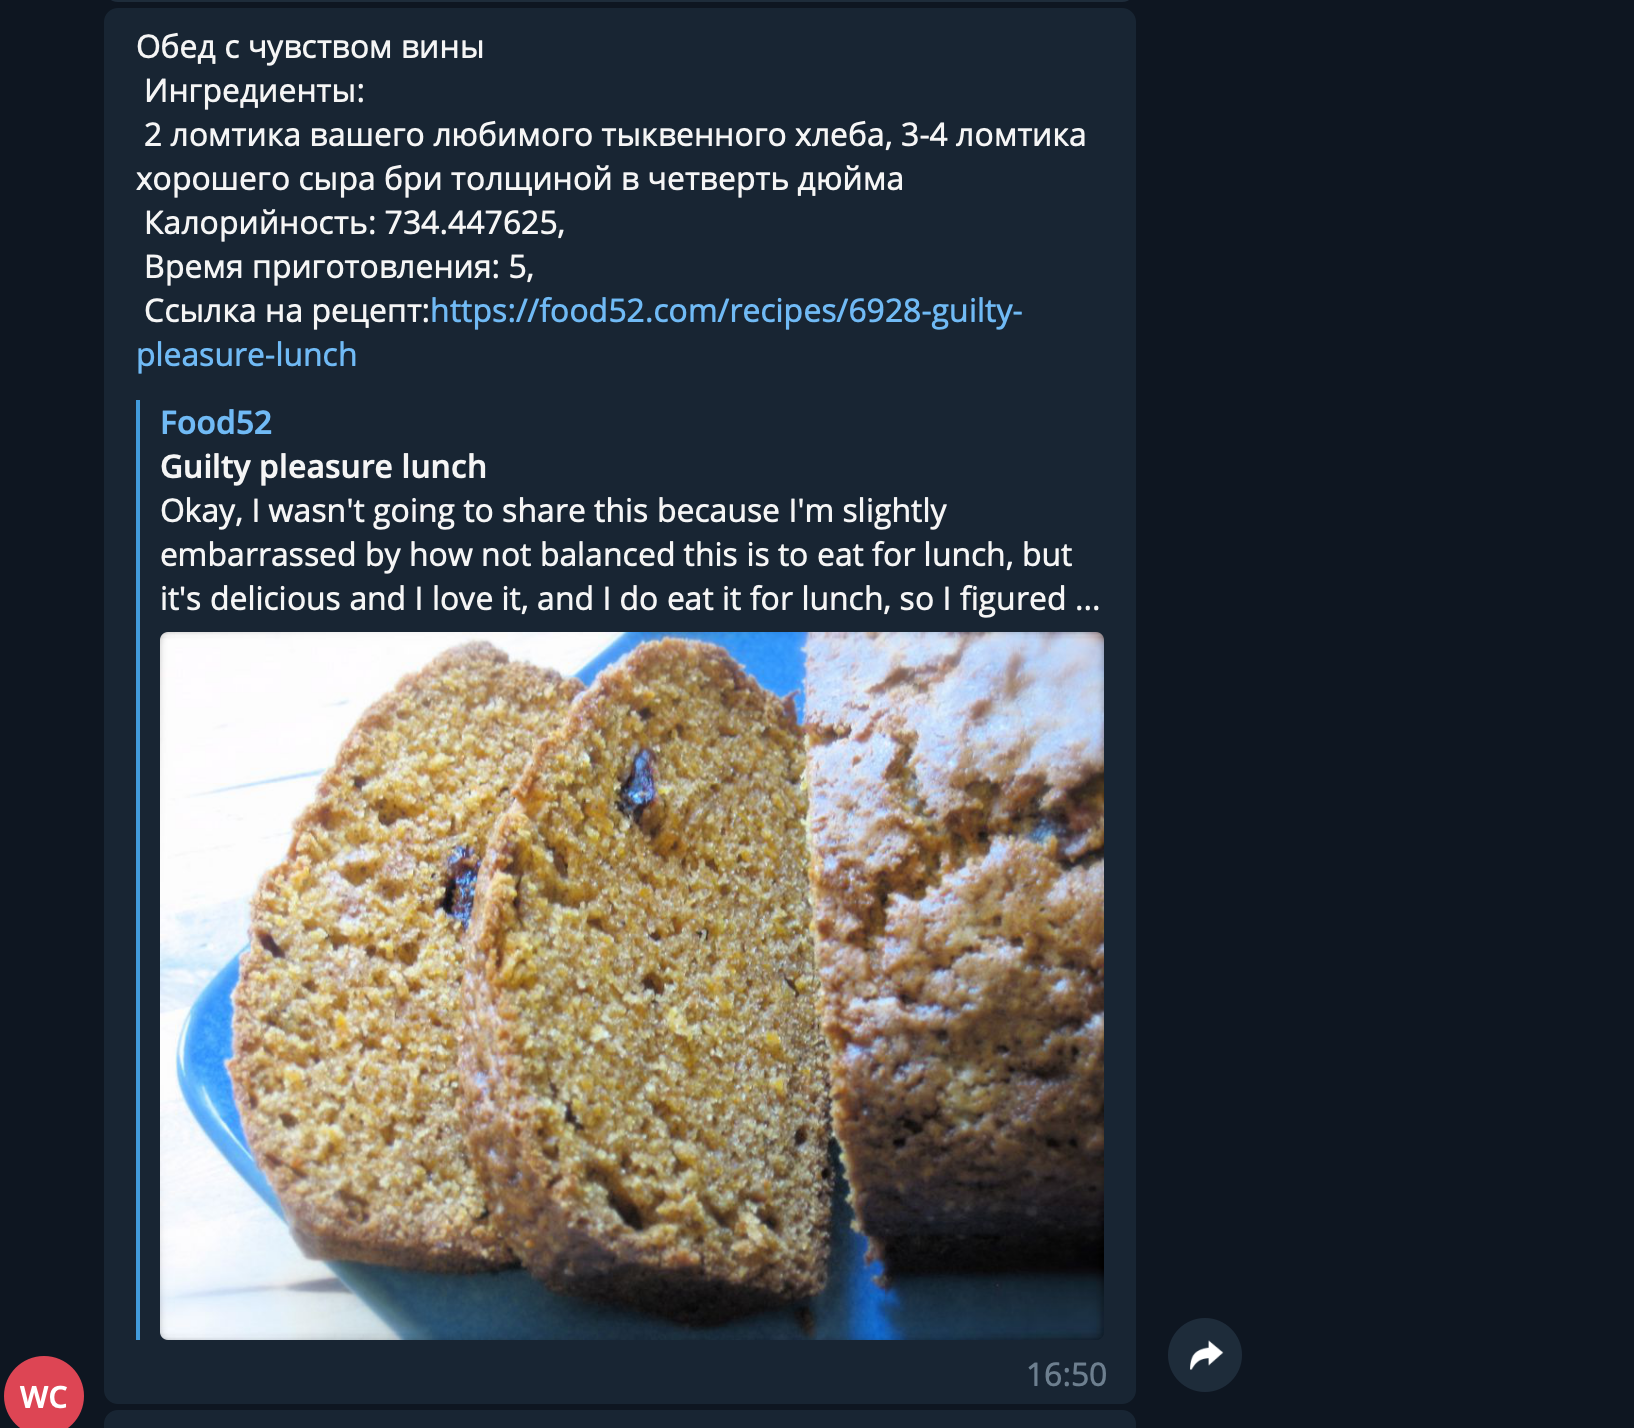 Обед с чувством вины
Ингредиенты:
2 ломтика вашего любимого тыквенного хлеба, 3-4 ломтика
хорошего сыра бри толщиной в четверть дюйма
Калорийность: 734.447625,
Время приготовления: 5,
Ссылка на рецепт:https://food52.com/recipes/6928-guilty-
pleasure-lunch
Food52
Guilty pleasure lunch
Okay, I wasn't going to share this because I'm slightly
embarrassed by how not balanced this is to eat for lunch, but
it's delicious and I love it, and I do eat it for lunch, so I figured ...
16:50
WC